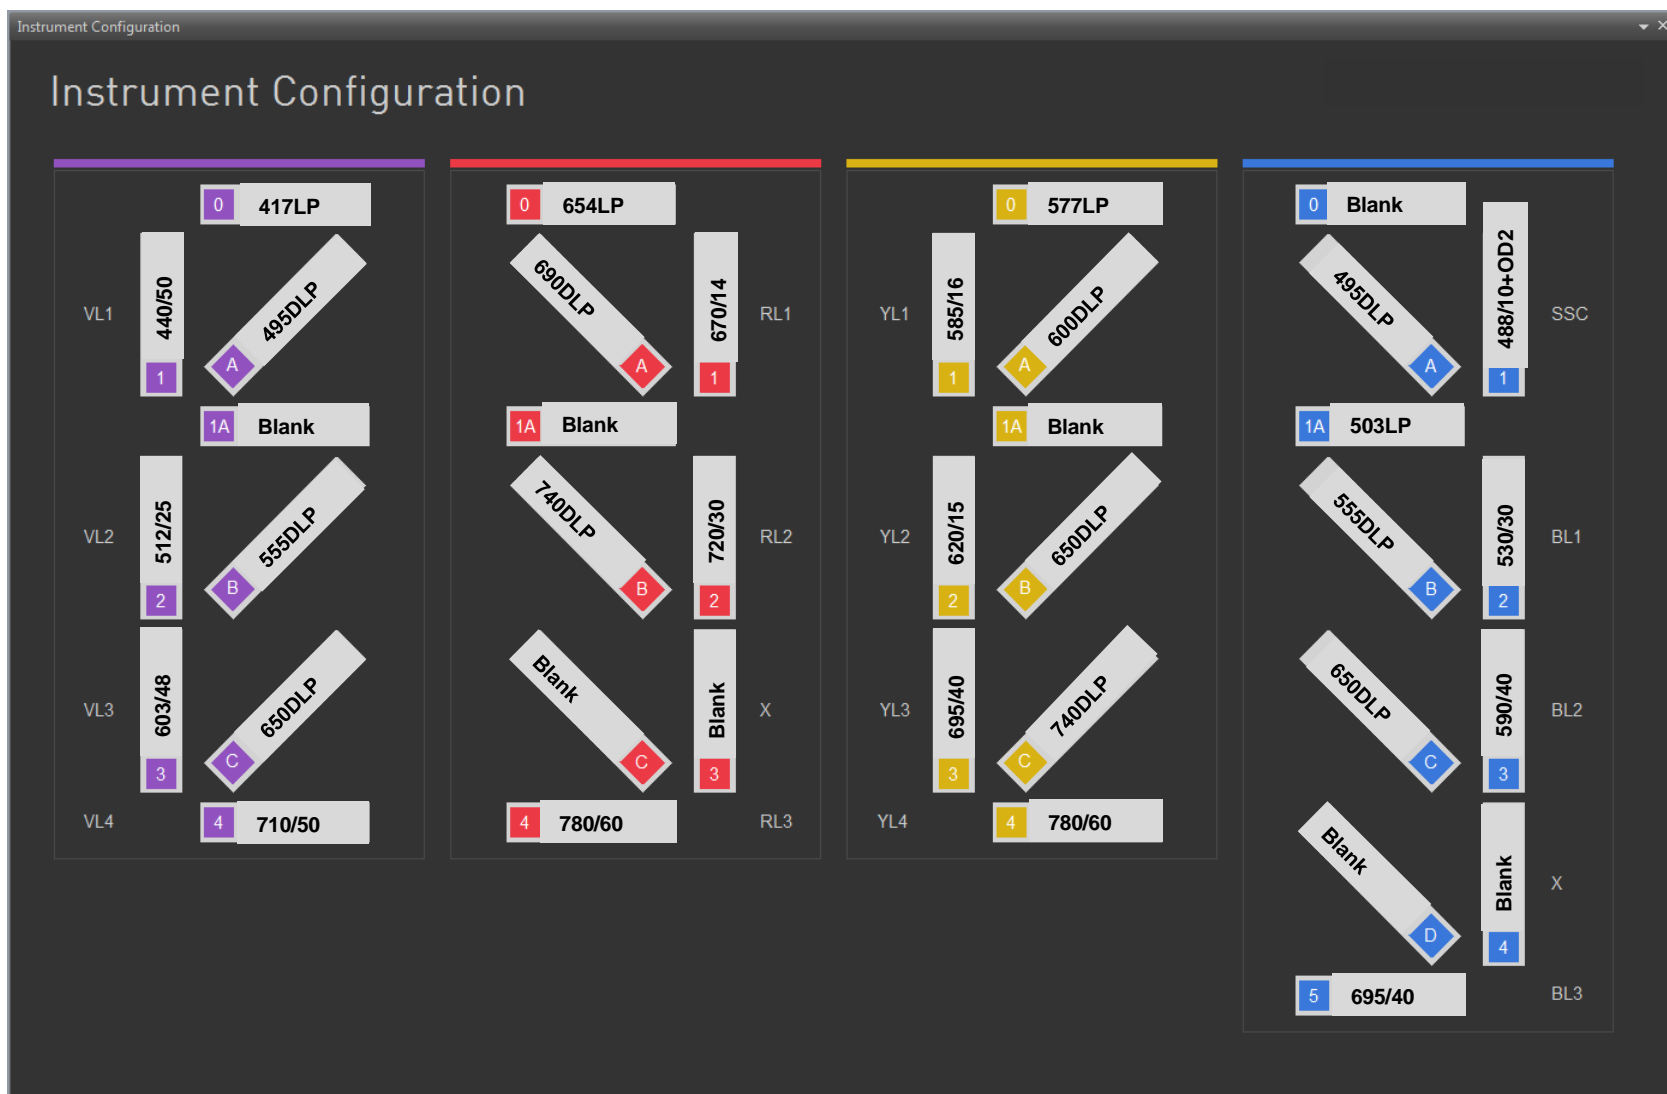 Instrument Configuration
Instrument Configuration
0 417LP
VL1 440/50 1 495DLP A
1A Blank
VL2 512/25 2 555DLP B
VL3 603/48 3 650DLP C
VL4 4 710/50
0 654LP
690DLP A 670/14 1 RL1
1A Blank
740DLP B 720/30 2 RL2
Blank C Blank 3 X
4 780/60 RL3
0 577LP
YL1 585/16 1 600DLP A
1A Blank
YL2 620/15 2 650DLP B
YL3 695/40 3 740DLP C
YL4 4 780/60
0 Blank
495DLP A 488/10+OD2 1 SSC
1A 503LP
555DLP B 530/30 2 BL1
650DLP C 590/40 3 BL2
Blank D Blank 4 X
5 695/40 BL3